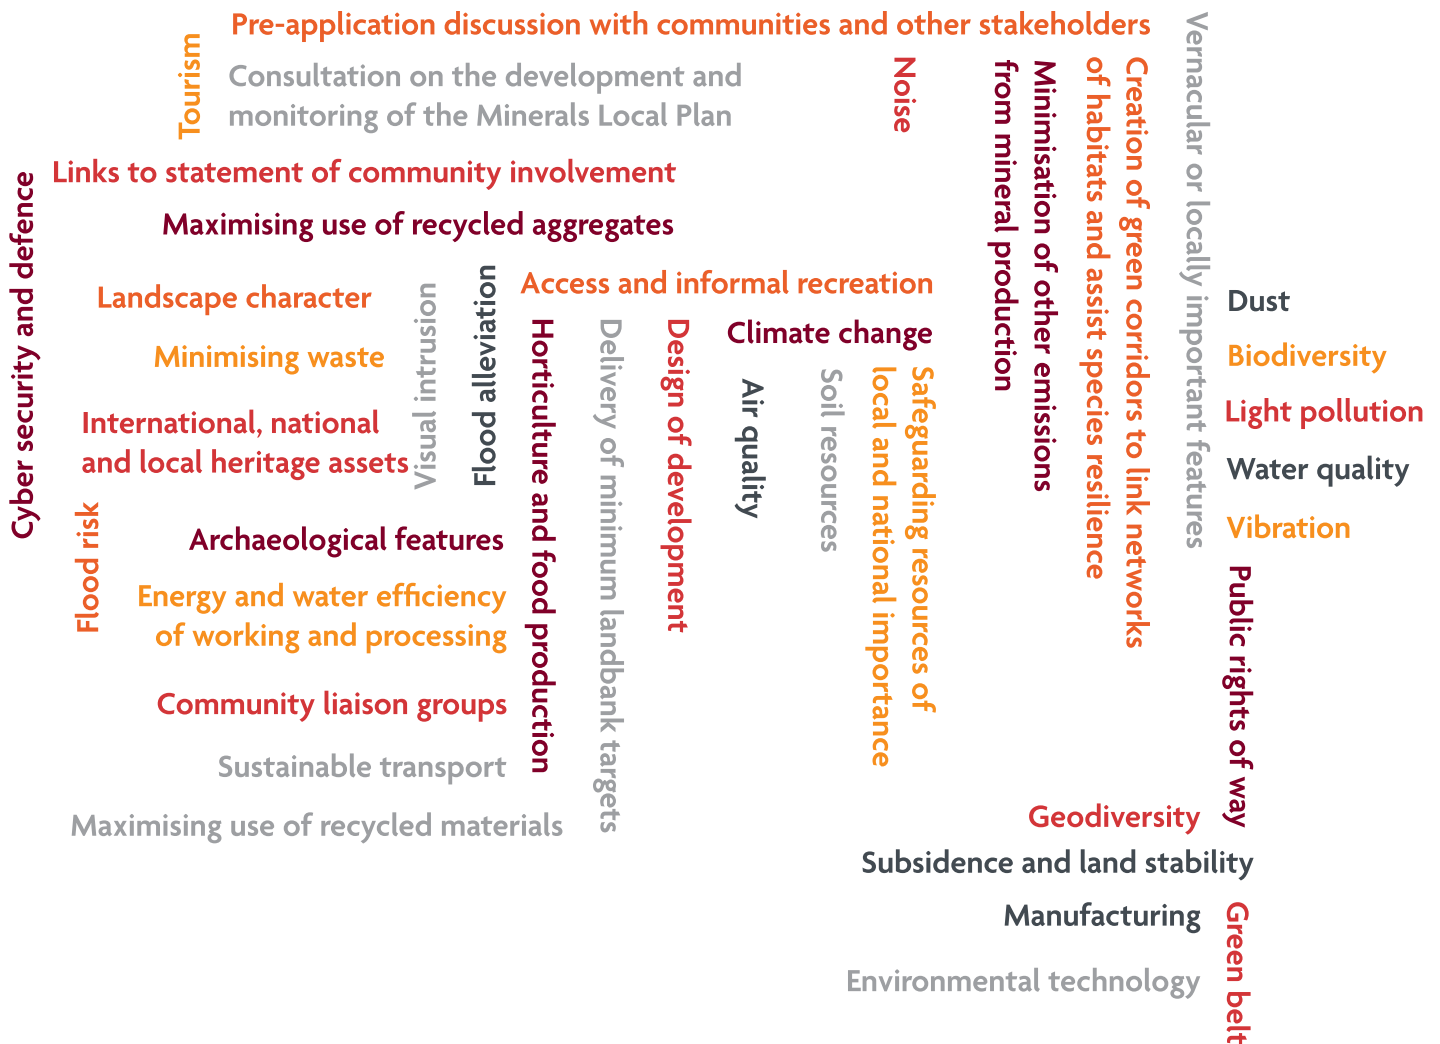 Pre-application discussion with communities and other stakeholders
Tourism
Consultation on the development and
monitoring of the Minerals Local Plan
Noise
Minimisation of other emissions
from mineral production
Creation of green corridors to link networks
of habitats and assist species resilience
Vernacular or locally important features
Links to statement of community involvement
Cyber security and defence
Maximising use of recycled aggregates
Landscape character
Visual intrusion
Flood alleviation
Access and informal recreation
Dust
Minimising waste
Horticulture and food production
Delivery of minimum landbank targets
Design of development
Climate change
Biodiversity
International, national
and local heritage assets
Air quality
Soil resources
Safeguarding resources of
local and national importance
Light pollution
Water quality
Flood risk
Archaeological features
Vibration
Energy and water efficiency
of working and processing
Public rights of way
Community liaison groups
Sustainable transport
Maximising use of recycled materials
Geodiversity
Subsidence and land stability
Manufacturing
Green belt
Environmental technology